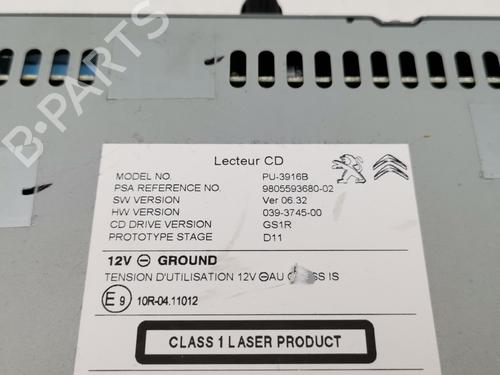 Lecteur CD
MODEL NO. PU-3916B
PSA REFERENCE NO. 9805593680-02
SW VERSION Ver 06.32
HW VERSION 039-3745-00
CD DRIVE VERSION GS1R
PROTOTYPE STAGE D11
12V ⊖ GROUND
TENSION D'UTILISATION 12V ⊖AU IS
E9 10R-04.11012
CLASS 1 LASER PRODUCT